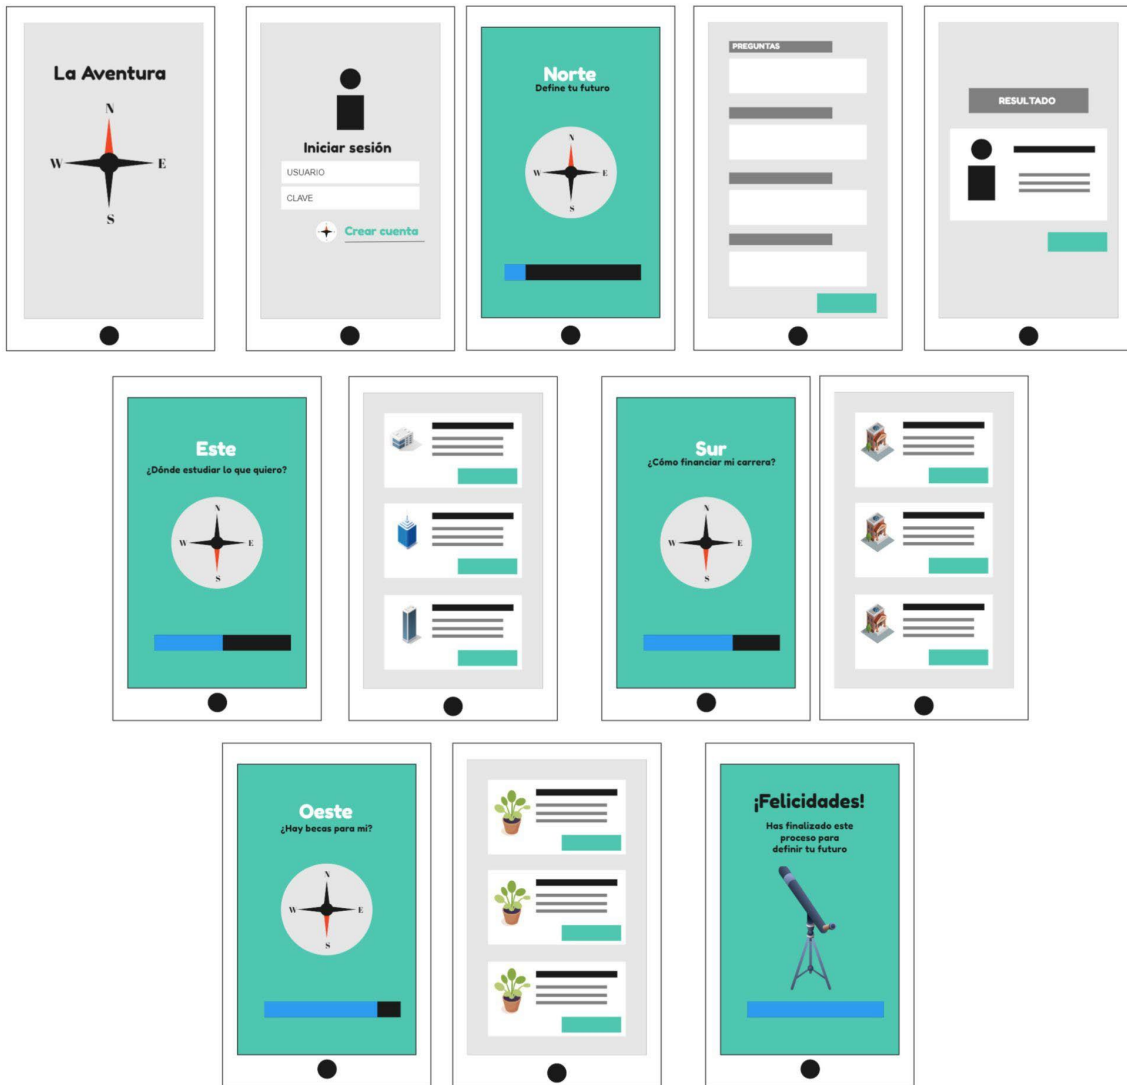 La Aventura
N
W E
S
Iniciar sesión
USUARIO
CLAVE
Crear cuenta
Norte
Define tu futuro
N
W E
S
PREGUNTAS
RESULTADO
Este
¿Dónde estudiar lo que quiero?
N
W E
S
Sur
¿Cómo financiar mi carrera?
N
W E
S
Oeste
¿Hay becas para mi?
N
W E
S
¡Felicidades!
Has finalizado este
proceso para
definir tu futuro